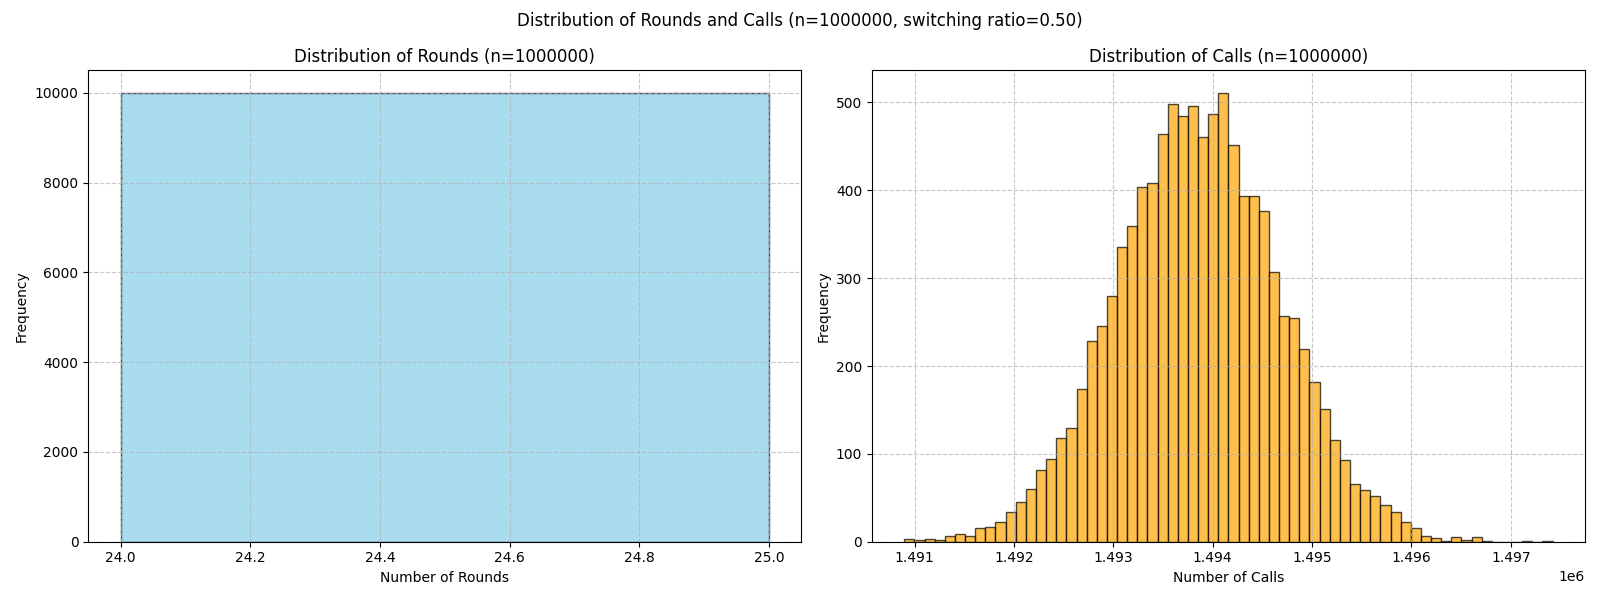 Distribution of Rounds and Calls (n=1000000, switching ratio=0.50)
Distribution of Rounds (n=1000000)
Frequency
10000
8000
6000
4000
2000
0
24.0 24.2 24.4 24.6 24.8 25.0
Number of Rounds
Distribution of Calls (n=1000000)
Frequency
500
400
300
200
100
0
1.491 1.492 1.493 1.494 1.495 1.496 1.497
1e6
Number of Calls